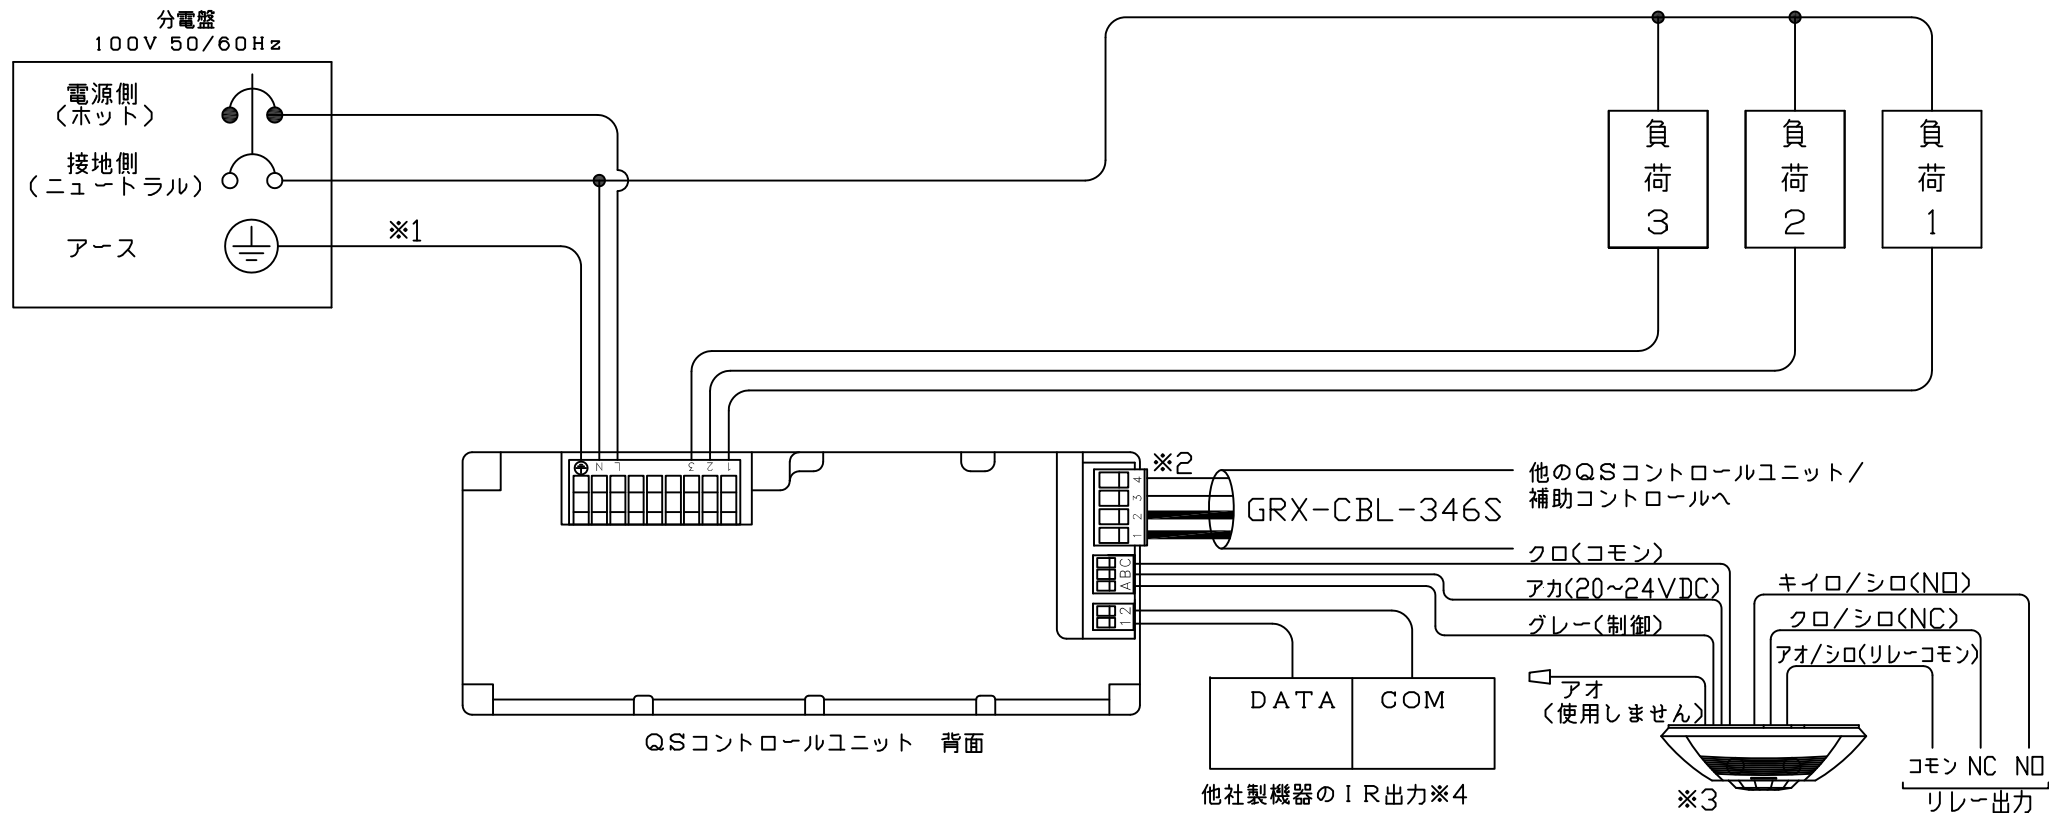 分電盤
100V 50/60Hz
電源側
(ホット)
接地側
(ニュートラル)
アース
※1
負荷3
負荷2
負荷1
N
L
3
2
1
※2
4
3
2
1
GRX-CBL-346S
他のQSコントロールユニット/
補助コントロールへ
ABC
12
クロ(コモン)
アカ(20~24VDC)
グレー(制御)
アオ
(使用しません)
キイロ/シロ(NO)
クロ/シロ(NC)
アオ/シロ(リレーコモン)
DATA
COM
QSコントロールユニット 背面
他社製機器のIR出力※4
※3
コモン NC NO
リレー出力